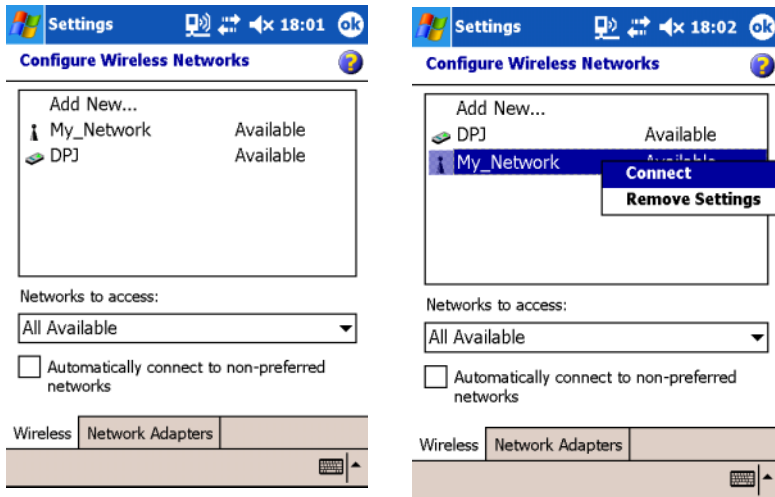 Settings 18:01 ok
Configure Wireless Networks
Add New...
My_Network Available
DPJ Available
Networks to access:
All Available
Automatically connect to non-preferred
networks
Wireless Network Adapters
Settings 18:02 ok
Configure Wireless Networks
Add New...
DPJ Available
My_Network Available
Connect
Remove Settings
Networks to access:
All Available
Automatically connect to non-preferred
networks
Wireless Network Adapters